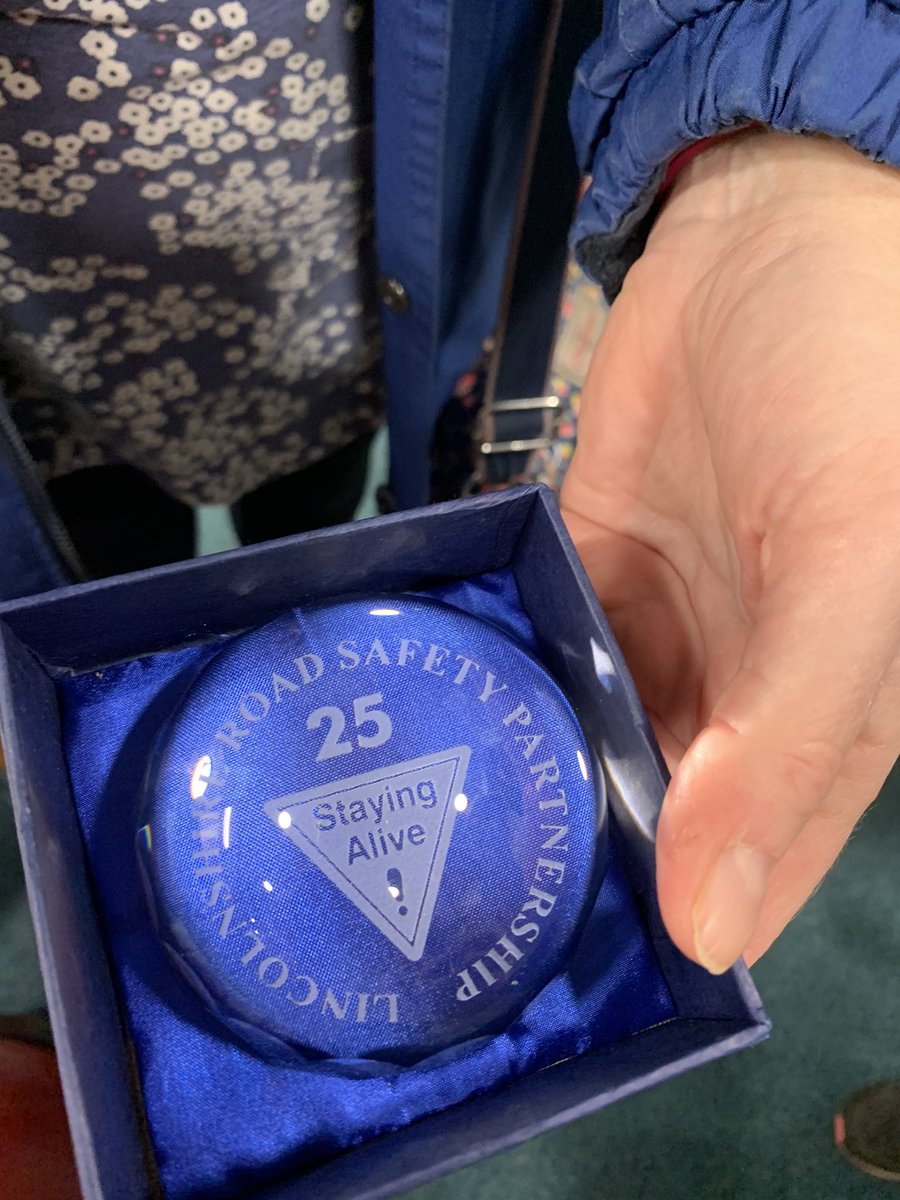 LINCOLNSHIRE ROAD SAFETY PARTNERSHIP
25
Staying
Alive
!